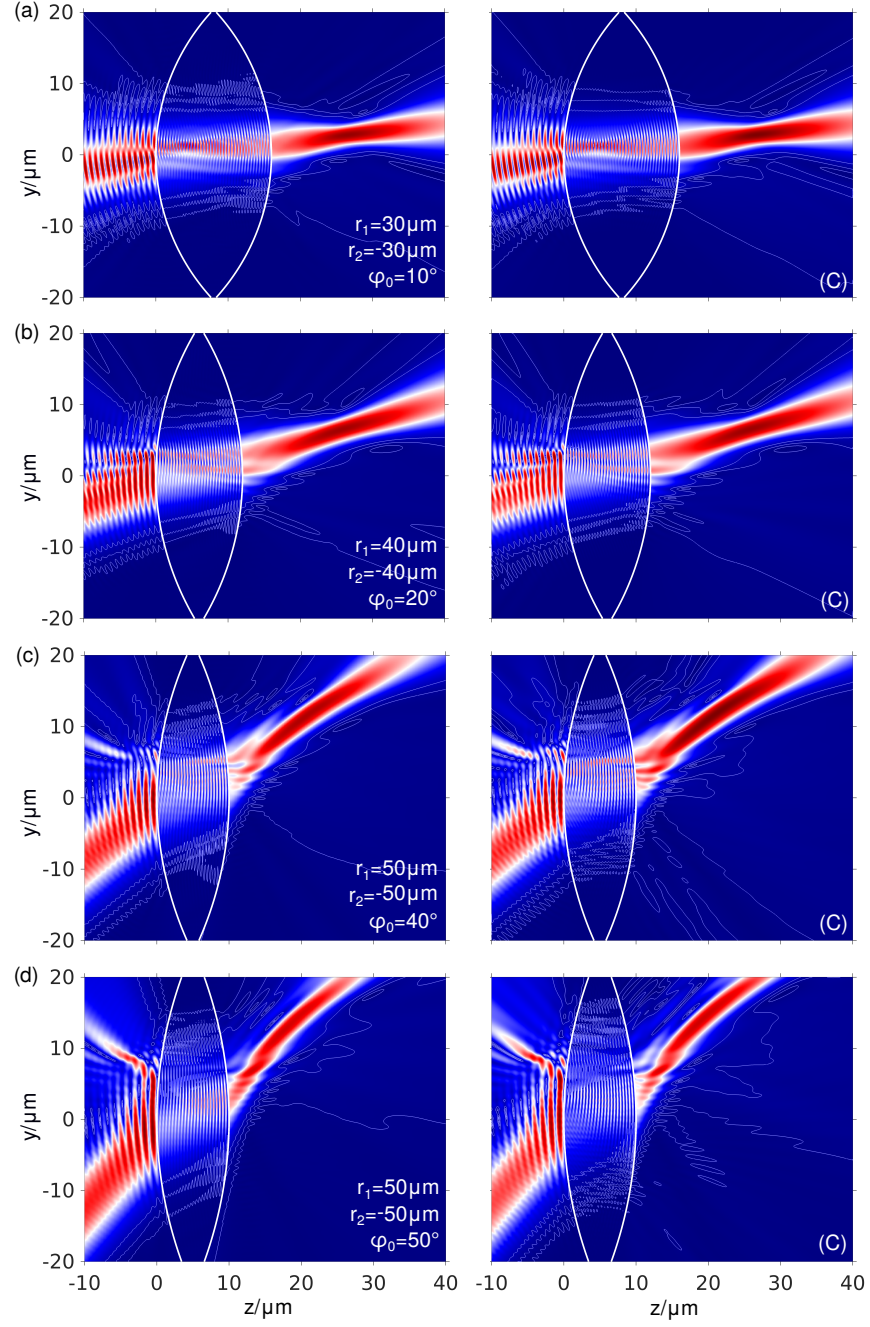 (a)
20
10
0
-10
-20
y/µm
r1=30µm
r2=-30µm
φ0=10°
(C)
(b)
20
10
0
-10
-20
y/µm
r1=40µm
r2=-40µm
φ0=20°
(C)
(c)
20
10
0
-10
-20
y/µm
r1=50µm
r2=-50µm
φ0=40°
(C)
(d)
20
10
0
-10
-20
y/µm
r1=50µm
r2=-50µm
φ0=50°
(C)
-10 0 10 20 30 40
-10 0 10 20 30 40
z/µm
z/µm